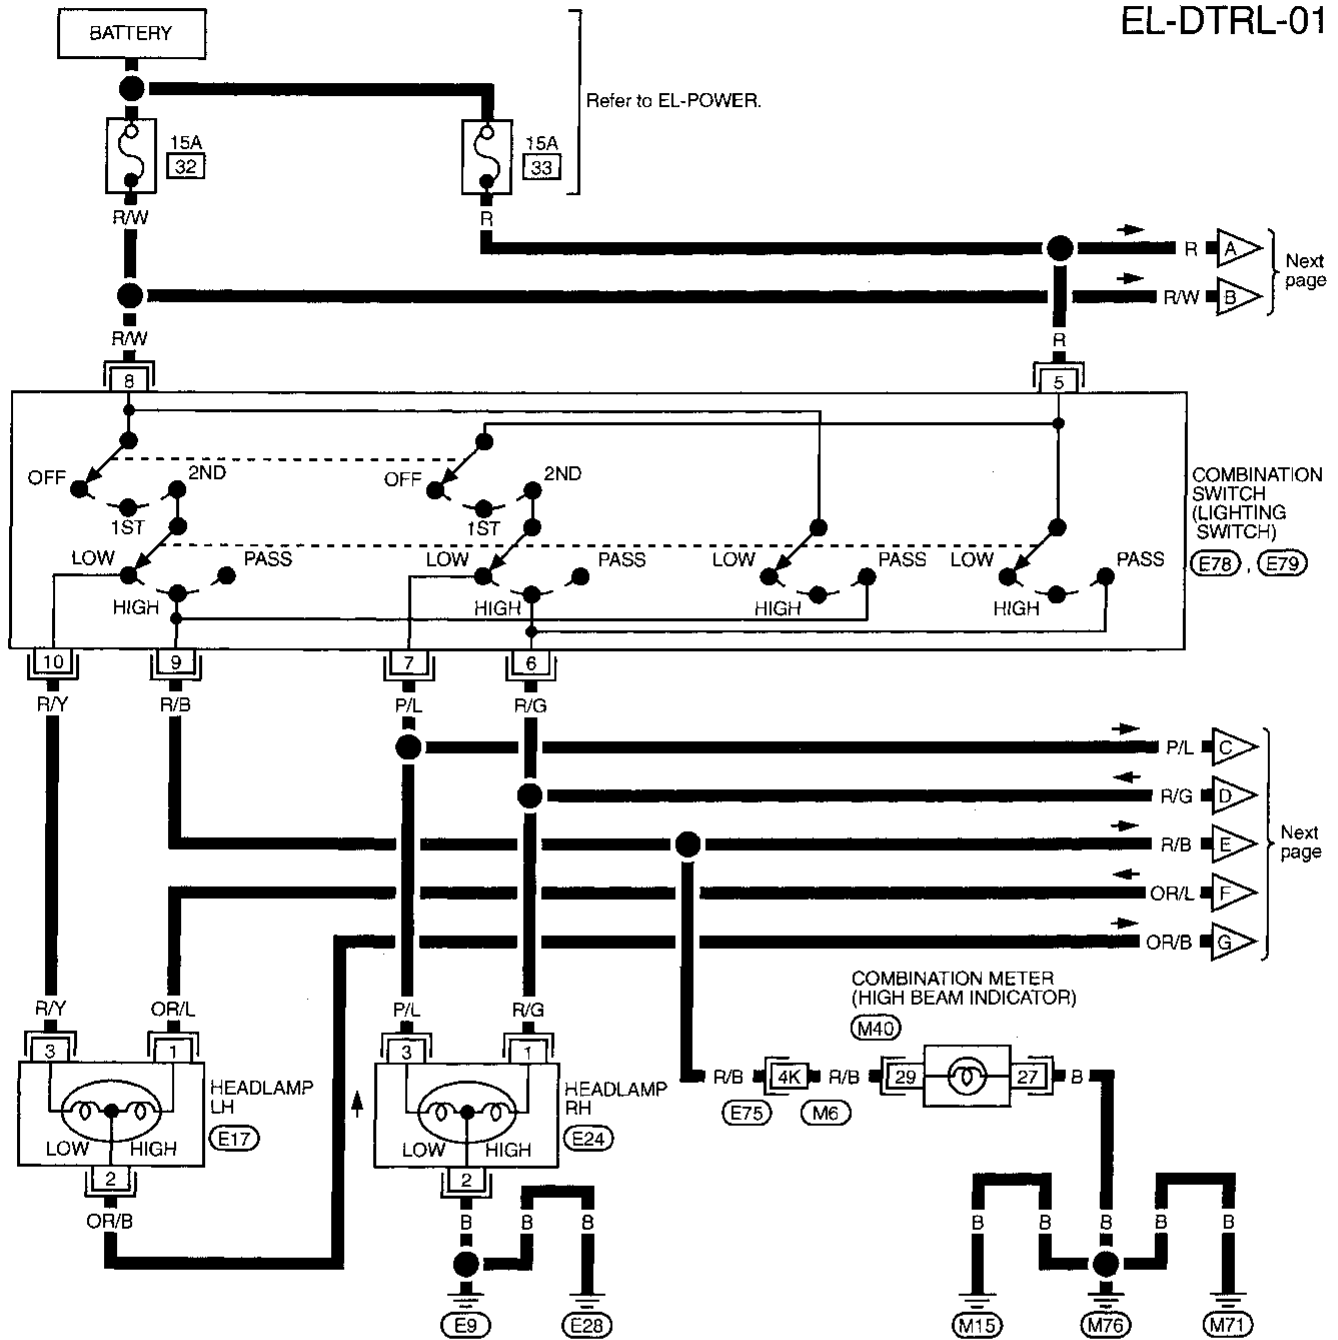 EL-DTRL-01
BATTERY
Refer to EL-POWER.
15A
32
15A
33
R/W
R
R A
R/W B
Next
page
R/W
R
8
5
OFF
2ND
1ST
OFF
2ND
1ST
LOW
PASS
HIGH
LOW
PASS
HIGH
LOW
PASS
HIGH
LOW
PASS
HIGH
COMBINATION
SWITCH
(LIGHTING
SWITCH)
E78 , E79
10
9
7
6
R/Y
R/B
P/L
R/G
P/L C
R/G D
R/B E
OR/L F
OR/B G
Next
page
COMBINATION METER
(HIGH BEAM INDICATOR)
M40
R/Y
OR/L
P/L
R/G
3
1
3
1
HEADLAMP
LH
E17
LOW HIGH
HEADLAMP
RH
E24
LOW HIGH
R/B 4K R/B 29 27 B
E75 M6
2
2
OR/B
B
B
B
B
B
B
B
B
E9
E28
M15
M76
M71